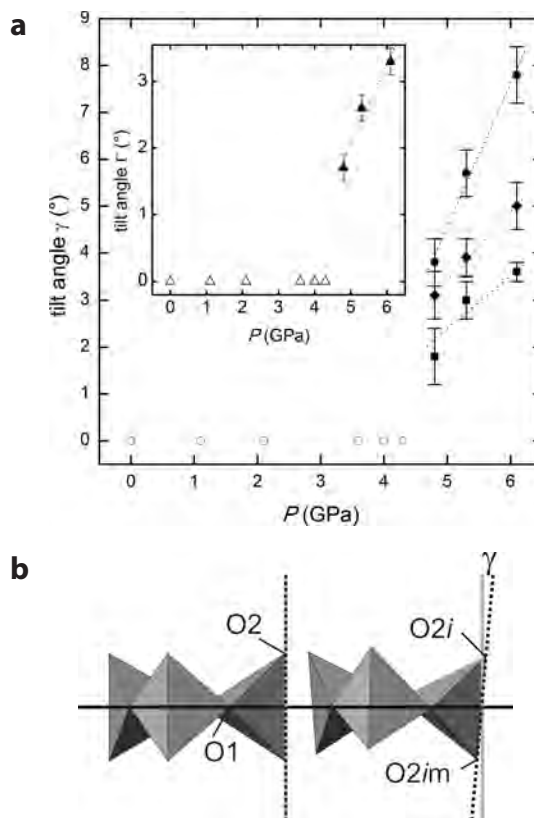 a
9
8
7
6
5
4
3
2
1
0
tilt angle γ (°)
3
2
1
0
tilt angle Γ (°)
0 1 2 3 4 5 6
P (GPa)
0 1 2 3 4 5 6
P (GPa)
b
γ
O2
O2i
O1
O2im